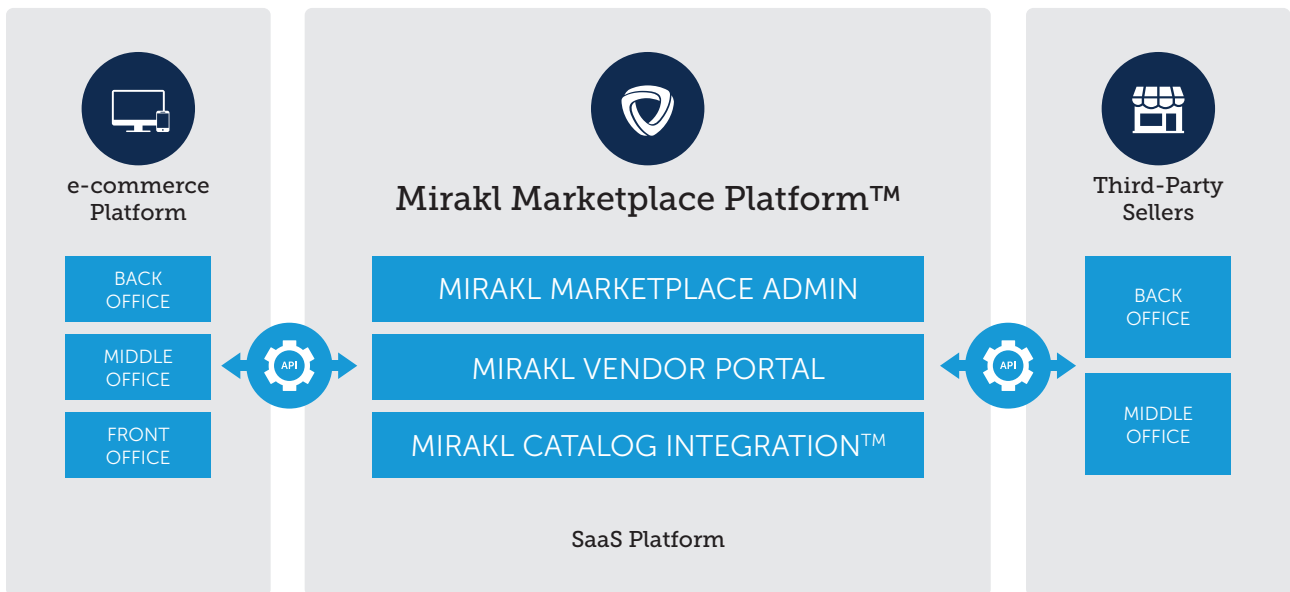 e-commerce
Platform
BACK
OFFICE
MIDDLE
OFFICE
FRONT
OFFICE
API
Mirakl Marketplace Platform™
MIRAKL MARKETPLACE ADMIN
MIRAKL VENDOR PORTAL
MIRAKL CATALOG INTEGRATION™
SaaS Platform
API
Third-Party
Sellers
BACK
OFFICE
MIDDLE
OFFICE